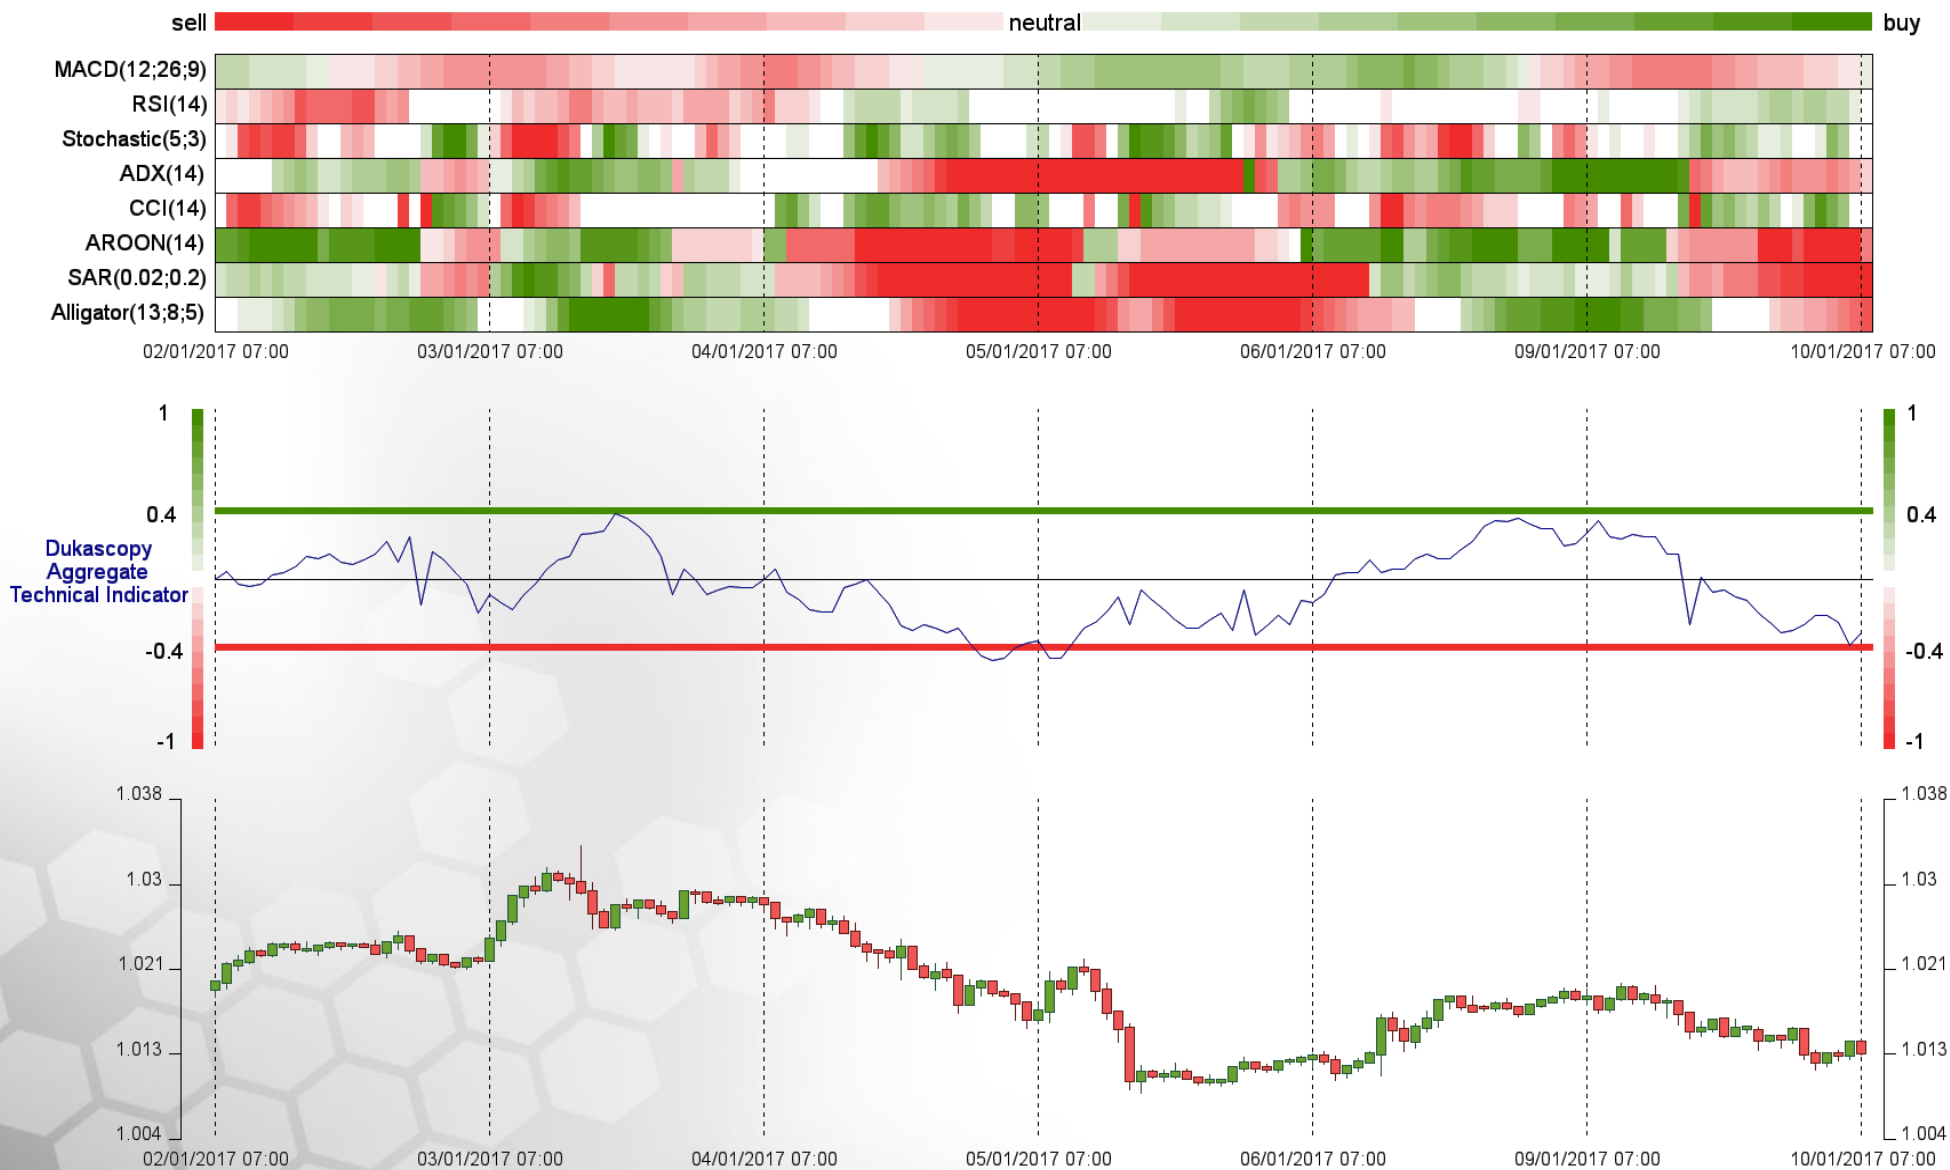 sell neutral buy
MACD(12;26;9)
RSI(14)
Stochastic(5;3)
ADX(14)
CCI(14)
AROON(14)
SAR(0.02;0.2)
Alligator(13;8;5)
02/01/2017 07:00 03/01/2017 07:00 04/01/2017 07:00 05/01/2017 07:00 06/01/2017 07:00 09/01/2017 07:00 10/01/2017 07:00
1 1
0.4 0.4
Dukascopy
Aggregate
Technical Indicator
-0.4 -0.4
-1 -1
1.038 1.038
1.03 1.03
1.021 1.021
1.013 1.013
1.004 1.004
02/01/2017 07:00 03/01/2017 07:00 04/01/2017 07:00 05/01/2017 07:00 06/01/2017 07:00 09/01/2017 07:00 10/01/2017 07:00